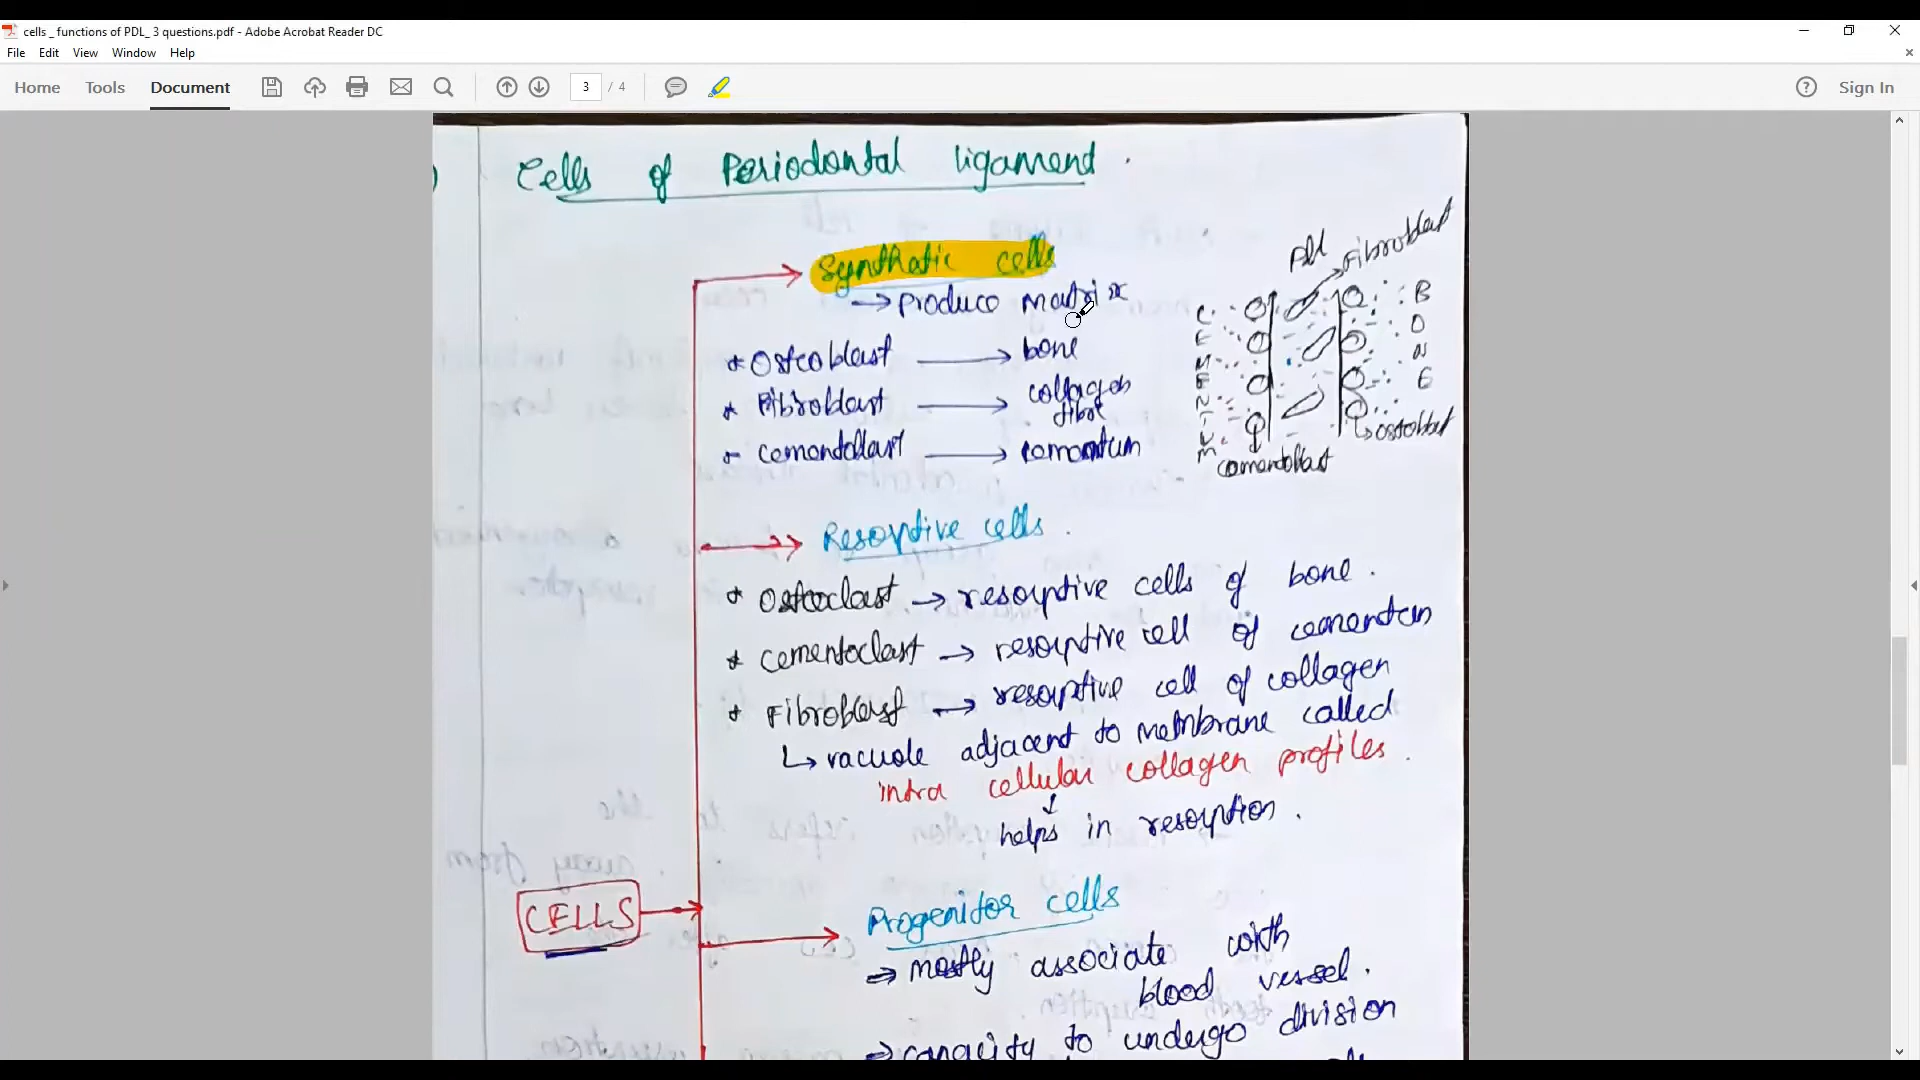 cells _ functions of PDL_ 3 questions.pdf - Adobe Acrobat Reader DC
File Edit View Window Help
Home Tools Document 3 / 4 Sign In
Cells of Periodontal ligament.
Synthetic cells
→ produce matrix
* Osteoblast → bone
* Fibroblast → collagen
fibre
* Cementoblast → cementum
Pdl Fibroblast
CEMENTUM
BONE
cementoblast
osteoblast
Resorptive cells.
* Osteoclast → resorptive cells of bone.
* cementoclast → resorptive cell of cementum
* Fibroblast → resorptive cell of collagen
↳ vacuole adjacent to membrane called
intra cellular collagen profiles.
↓
helps in resorption.
CELLS
Progenitor cells
⇒ mostly associate with
blood vessel.
⇒ capacity to undergo division